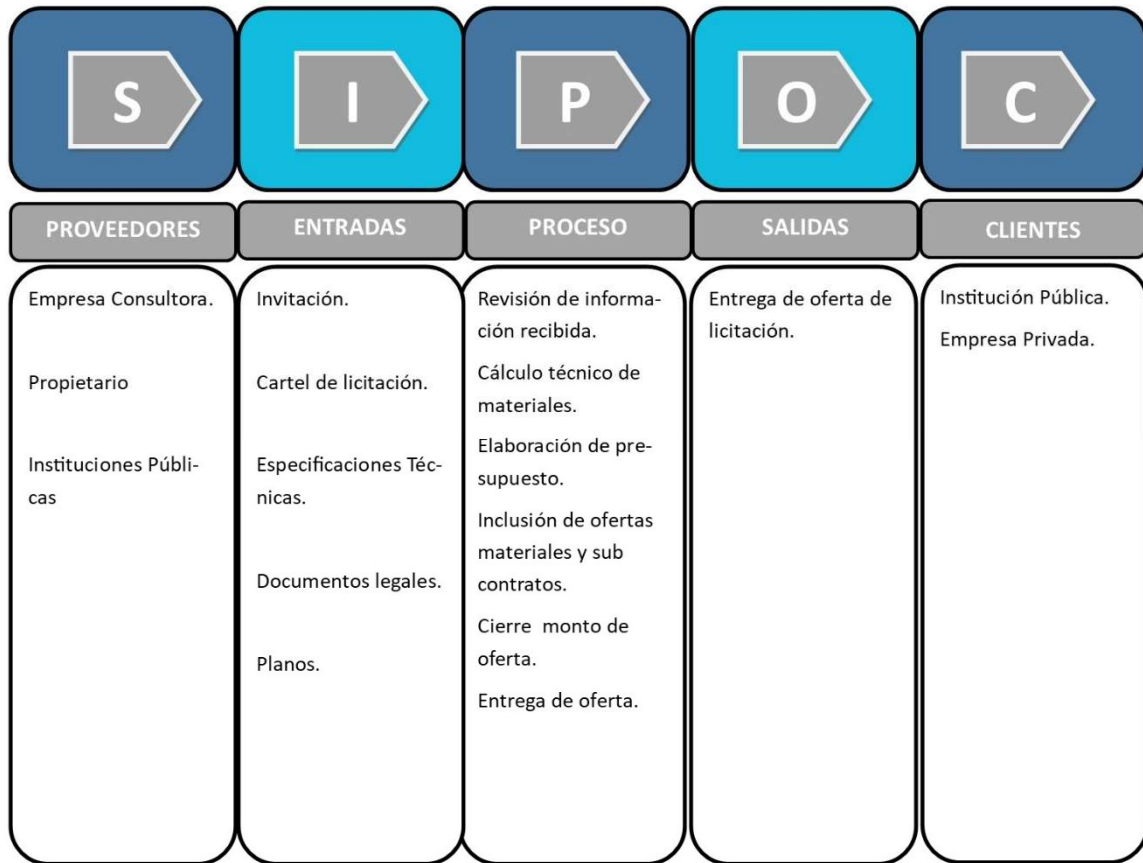 S
I
P
O
C
PROVEEDORES
ENTRADAS
PROCESO
SALIDAS
CLIENTES
Empresa Consultora.
Propietario
Instituciones Públi-
cas
Invitación.
Cartel de licitación.
Especificaciones Téc-
nicas.
Documentos legales.
Planos.
Revisión de informa-
ción recibida.
Cálculo técnico de
materiales.
Elaboración de pre-
supuesto.
Inclusión de ofertas
materiales y sub
contratos.
Cierre monto de
oferta.
Entrega de oferta.
Entrega de oferta de
licitación.
Institución Pública.
Empresa Privada.